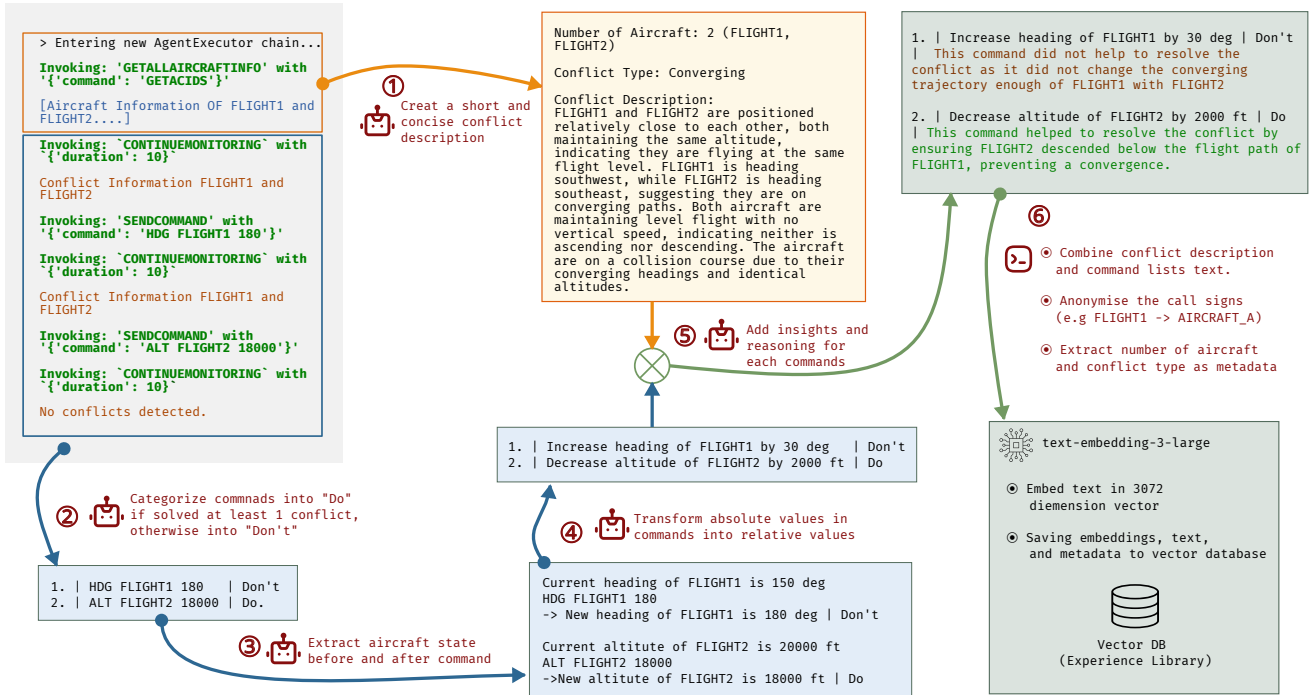 > Entering new AgentExecutor chain...
Invoking: 'GETALLAIRCRAFTINFO' with
'{'command': 'GETACIDS'}'
[Aircraft Information OF FLIGHT1 and
FLIGHT2....]
Invoking: `CONTINUEMONITORING` with
`{'duration': 10}`
Conflict Information FLIGHT1 and
FLIGHT2
Invoking: 'SENDCOMMAND' with
'{'command': 'HDG FLIGHT1 180'}'
Invoking: `CONTINUEMONITORING` with
`{'duration': 10}`
Conflict Information FLIGHT1 and
FLIGHT2
Invoking: 'SENDCOMMAND' with
'{'command': 'ALT FLIGHT2 18000'}'
Invoking: `CONTINUEMONITORING` with
`{'duration': 10}`
No conflicts detected.
①
Creat a short and
concise conflict
description
Number of Aircraft: 2 (FLIGHT1,
FLIGHT2)
Conflict Type: Converging
Conflict Description:
FLIGHT1 and FLIGHT2 are positioned
relatively close to each other, both
maintaining the same altitude,
indicating they are flying at the same
flight level. FLIGHT1 is heading
southwest, while FLIGHT2 is heading
southeast, suggesting they are on
converging paths. Both aircraft are
maintaining level flight with no
vertical speed, indicating neither is
ascending nor descending. The aircraft
are on a collision course due to their
converging headings and identical
altitudes.
②
Categorize commnads into "Do"
if solved at least 1 conflict,
otherwise into "Don't"
1. | HDG FLIGHT1 180   | Don't
2. | ALT FLIGHT2 18000 | Do.
③
Extract aircraft state
before and after command
Current heading of FLIGHT1 is 150 deg
HDG FLIGHT1 180
-> New heading of FLIGHT1 is 180 deg | Don't
Current altitute of FLIGHT2 is 20000 ft
ALT FLIGHT2 18000
->New altitute of FLIGHT2 is 18000 ft | Do
④
Transform absolute values in
commands into relative values
1. | Increase heading of FLIGHT1 by 30 deg   | Don't
2. | Decrease altitude of FLIGHT2 by 2000 ft | Do
⑤
Add insights and
reasoning for
each commands
1. | Increase heading of FLIGHT1 by 30 deg | Don't
|  This command did not help to resolve the
conflict as it did not change the converging
trajectory enough of FLIGHT1 with FLIGHT2
2. | Decrease altitude of FLIGHT2 by 2000 ft | Do
| This command helped to resolve the conflict by
ensuring FLIGHT2 descended below the flight path of
FLIGHT1, preventing a convergence.
⑥
Combine conflict description
and command lists text.
Anonymise the call signs
(e.g FLIGHT1 -> AIRCRAFT_A)
Extract number of aircraft
and conflict type as metadata
text-embedding-3-large
Embed text in 3072
diemension vector
Saving embeddings, text,
and metadata to vector database
Vector DB
(Experience Library)